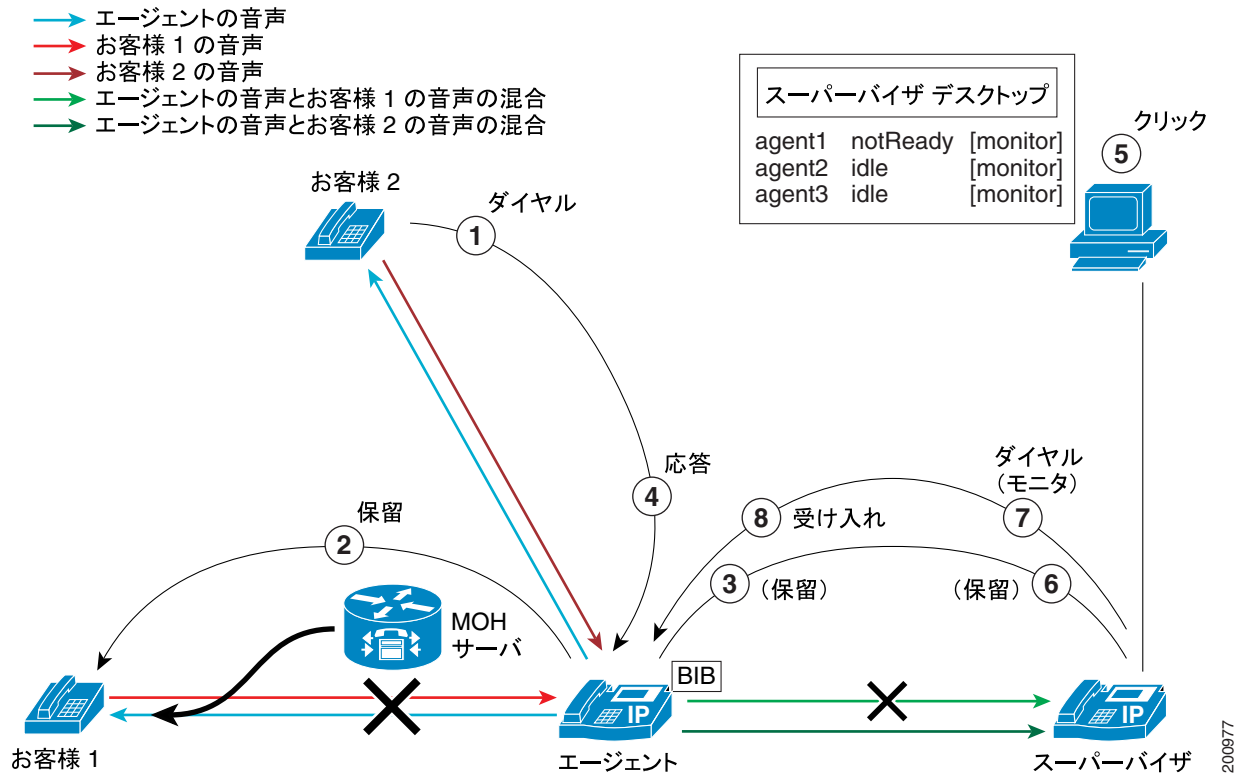 エージェントの音声
お客様 1 の音声
お客様 2 の音声
エージェントの音声とお客様 1 の音声の混合
エージェントの音声とお客様 2 の音声の混合
スーパーバイザ デスクトップ
agent1 notReady [monitor]
agent2 idle [monitor]
agent3 idle [monitor]
クリック
5
お客様 2
ダイヤル
1
応答
4
ダイヤル
（モニタ）
7
8 受け入れ
保留
2
3 （保留）
（保留） 6
MOH
サーバ
BIB
IP
IP
お客様 1
エージェント
スーパーバイザ
200977